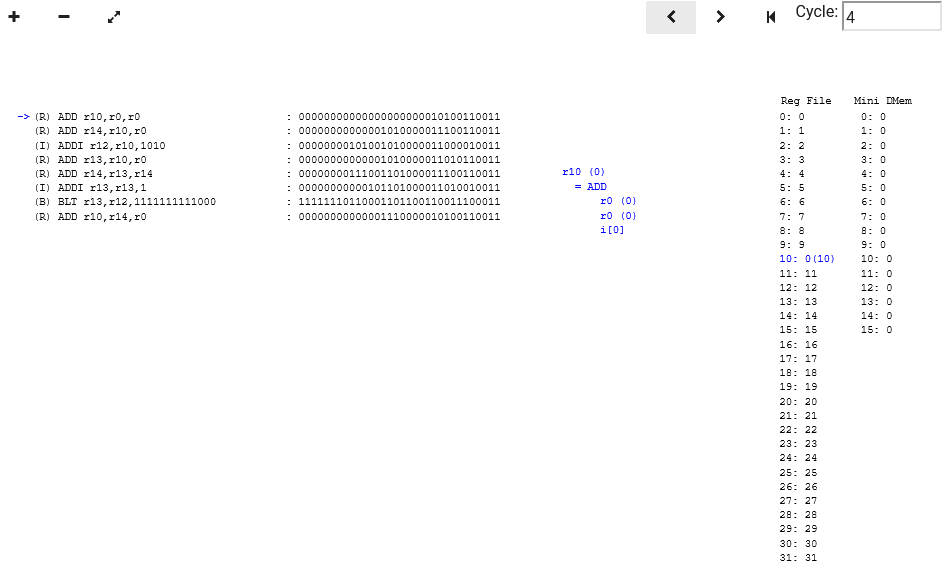 Cycle: 4
Reg File Mini DMem
-> (R) ADD r10,r0,r0 : 00000000000000000000010100110011
(R) ADD r14,r10,r0 : 00000000000001010000011100110011
(I) ADDI r12,r10,1010 : 00000000101001010000011000010011
(R) ADD r13,r10,r0 : 00000000000001010000011010110011
(R) ADD r14,r13,r14 : 00000000111001101000011100110011
(I) ADDI r13,r13,1 : 00000000000101101000011010010011
(B) BLT r13,r12,1111111111000 : 11111110110001101100110011100011
(R) ADD r10,r14,r0 : 00000000000001110000010100110011
r10 (0)
= ADD
r0 (0)
r0 (0)
i[0]
0: 0 0: 0
1: 1 1: 0
2: 2 2: 0
3: 3 3: 0
4: 4 4: 0
5: 5 5: 0
6: 6 6: 0
7: 7 7: 0
8: 8 8: 0
9: 9 9: 0
10: 0(10) 10: 0
11: 11 11: 0
12: 12 12: 0
13: 13 13: 0
14: 14 14: 0
15: 15 15: 0
16: 16
17: 17
18: 18
19: 19
20: 20
21: 21
22: 22
23: 23
24: 24
25: 25
26: 26
27: 27
28: 28
29: 29
30: 30
31: 31